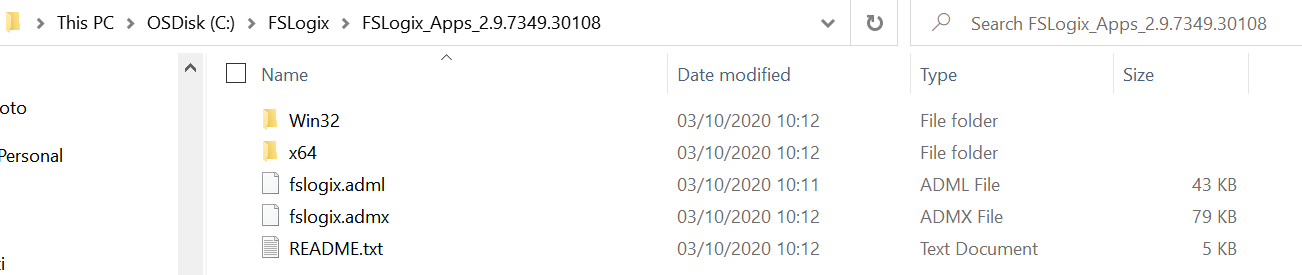 This PC > OSDisk (C:) > FSLogix > FSLogix_Apps_2.9.7349.30108 Search FSLogix_Apps_2.9.7349.30108
Name Date modified Type Size
oto
Win32 03/10/2020 10:12 File folder
Personal
x64 03/10/2020 10:12 File folder
fslogix.adml 03/10/2020 10:11 ADML File 43 KB
fslogix.admx 03/10/2020 10:12 ADMX File 79 KB
README.txt 03/10/2020 10:12 Text Document 5 KB
ti